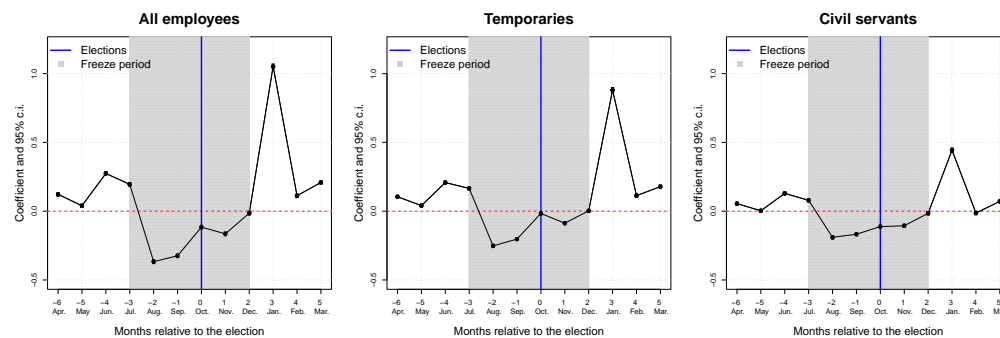 All employees
Elections
Freeze period
Coefficient and 95% c.i.
1.0
0.5
0.0
−0.5
−6 −5 −4 −3 −2 −1 0 1 2 3 4 5
Apr. May Jun. Jul. Aug. Sep. Oct. Nov. Dec. Jan. Feb. Mar.
Months relative to the election
Temporaries
Elections
Freeze period
Coefficient and 95% c.i.
1.0
0.5
0.0
−0.5
−6 −5 −4 −3 −2 −1 0 1 2 3 4 5
Apr. May Jun. Jul. Aug. Sep. Oct. Nov. Dec. Jan. Feb. Mar.
Months relative to the election
Civil servants
Elections
Freeze period
Coefficient and 95% c.i.
1.0
0.5
0.0
−0.5
−6 −5 −4 −3 −2 −1 0 1 2 3 4 5
Apr. May Jun. Jul. Aug. Sep. Oct. Nov. Dec. Jan. Feb.
Months relative to the election